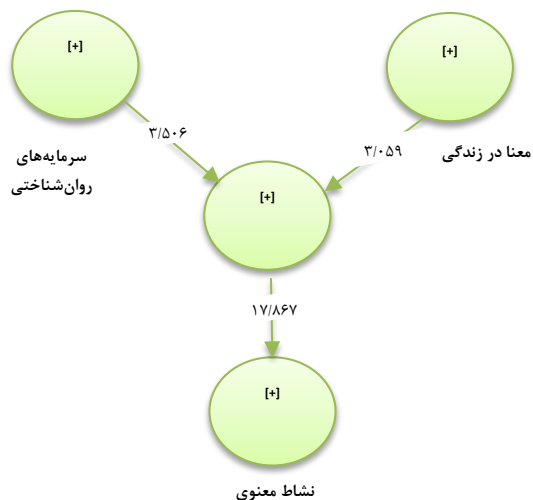 [+]
[+]
۳/۵۰۶
۳/۰۵۹
معنا در زندگی
سرمایه‌های
روان‌شناختی
[+]
۱۷/۸۶۷
[+]
نشاط معنوی